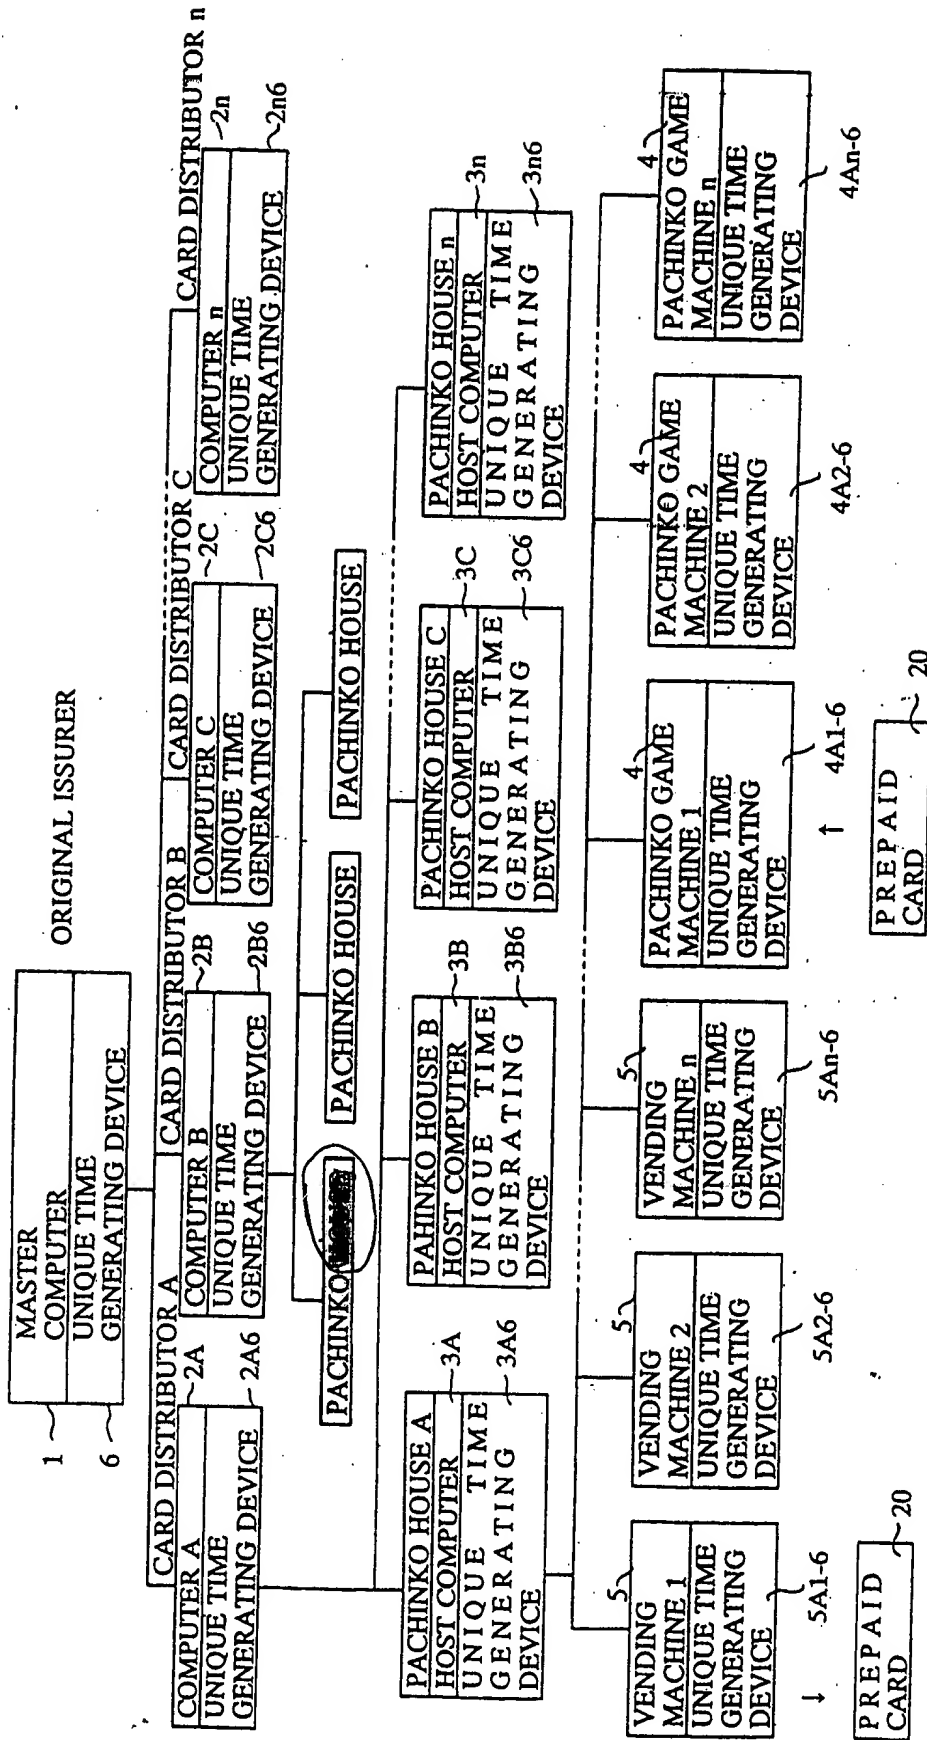 ORIGINAL ISSURER
MASTER
COMPUTER
UNIQUE TIME
GENERATING DEVICE
1
6
CARD DISTRIBUTOR A
CARD DISTRIBUTOR B
CARD DISTRIBUTOR C
CARD DISTRIBUTOR n
COMPUTER A
UNIQUE TIME
GENERATING DEVICE
2A
2A6
COMPUTER B
UNIQUE TIME
GENERATING DEVICE
2B
2B6
COMPUTER C
UNIQUE TIME
GENERATING DEVICE
2C
2C6
COMPUTER n
UNIQUE TIME
GENERATING DEVICE
2n
2n6
PACHINKO
PACHINKO HOUSE
PACHINKO HOUSE
PACHINKO HOUSE A
HOST COMPUTER
UNIQUE TIME
GENERATING
DEVICE
3A
3A6
PAHINKO HOUSE B
HOST COMPUTER
UNIQUE TIME
GENERATING
DEVICE
3B
3B6
PACHINKO HOUSE C
HOST COMPUTER
UNIQUE TIME
GENERATING
DEVICE
3C
3C6
PACHINKO HOUSE n
HOST COMPUTER
UNIQUE TIME
GENERATING
DEVICE
3n
3n6
5
VENDING
MACHINE 1
UNIQUE TIME
GENERATING
DEVICE
5A1-6
5
VENDING
MACHINE 2
UNIQUE TIME
GENERATING
DEVICE
5A2-6
5
VENDING
MACHINE n
UNIQUE TIME
GENERATING
DEVICE
5An-6
4
PACHINKO GAME
MACHINE 1
UNIQUE TIME
GENERATING
DEVICE
4A1-6
4
PACHINKO GAME
MACHINE 2
UNIQUE TIME
GENERATING
DEVICE
4A2-6
4
PACHINKO GAME
MACHINE n
UNIQUE TIME
GENERATING
DEVICE
4An-6
↓
PREPAID
CARD
20
↑
PREPAID
CARD
20